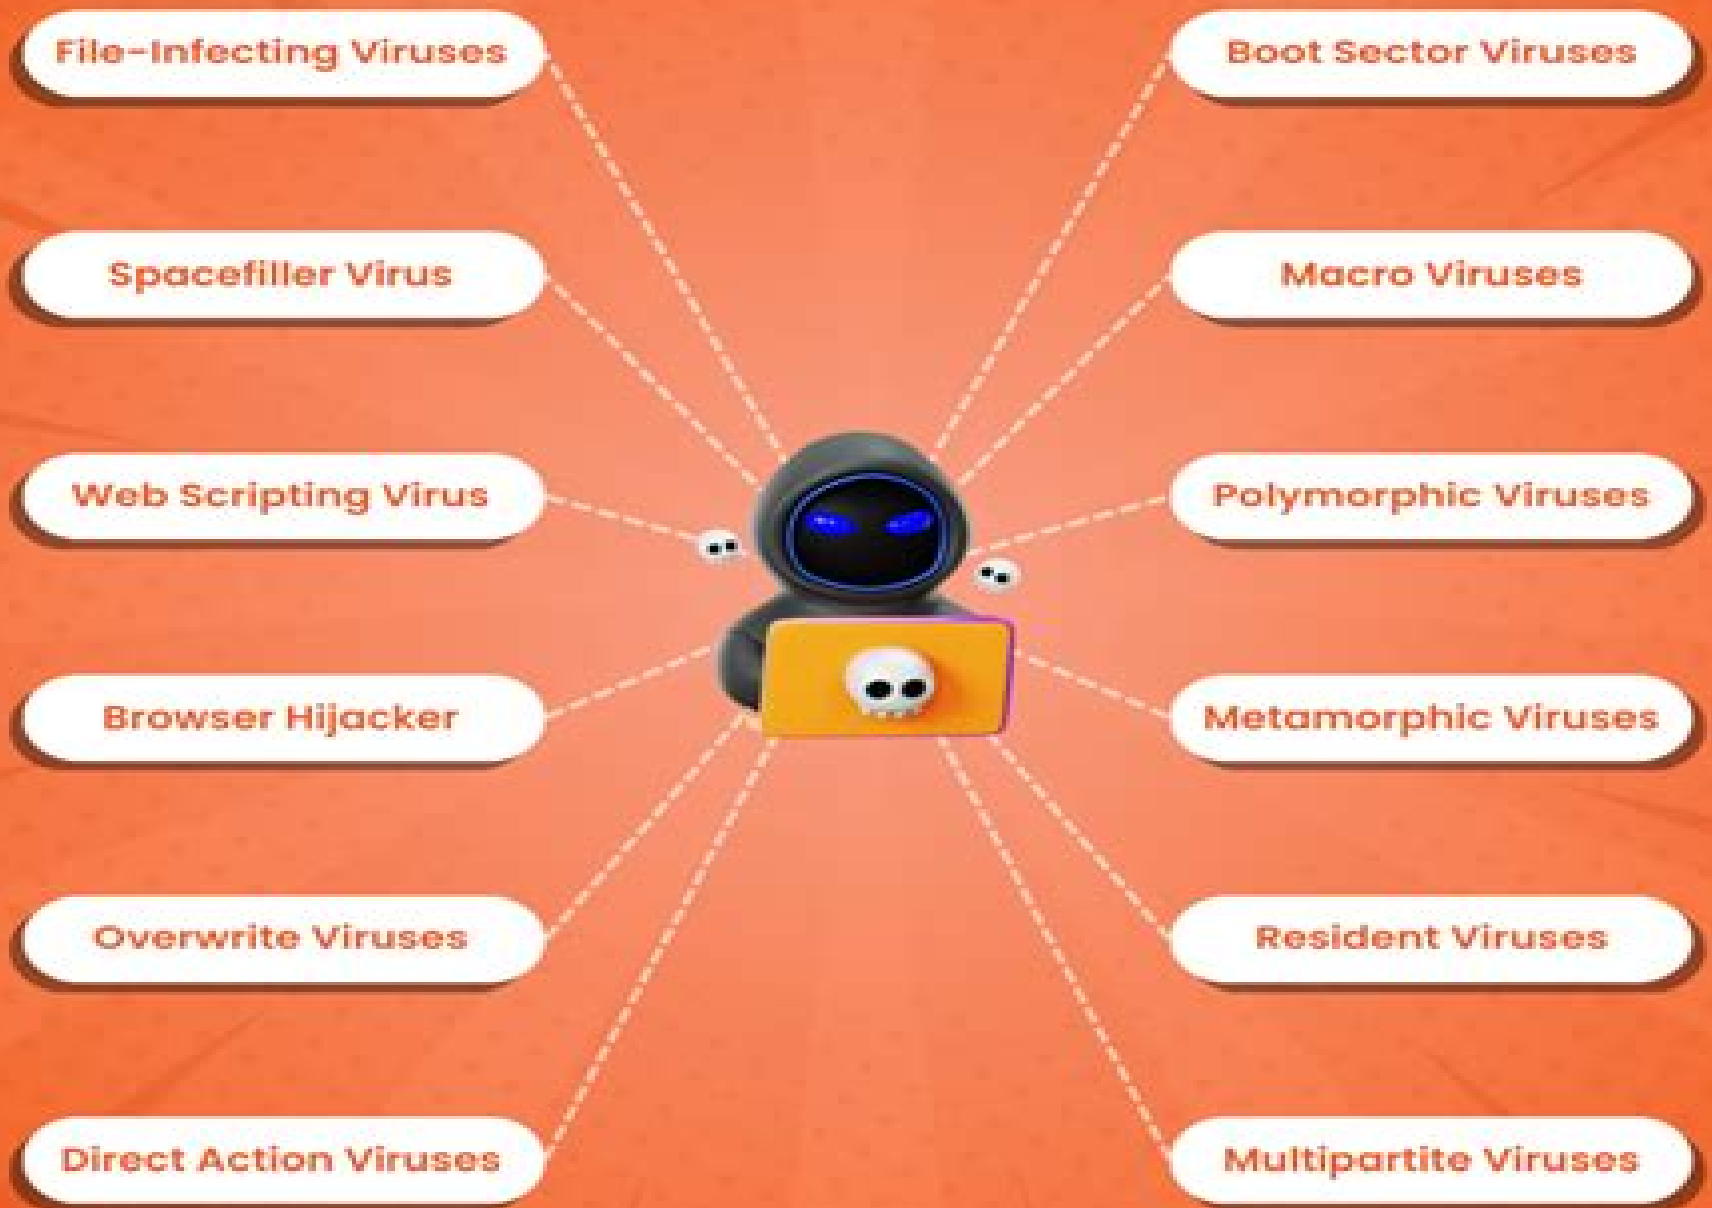 File-Infecting Viruses
Boot Sector Viruses
Spacefiller Virus
Macro Viruses
Web Scripting Virus
Polymorphic Viruses
Browser Hijacker
Metamorphic Viruses
Overwrite Viruses
Resident Viruses
Direct Action Viruses
Multipartite Viruses